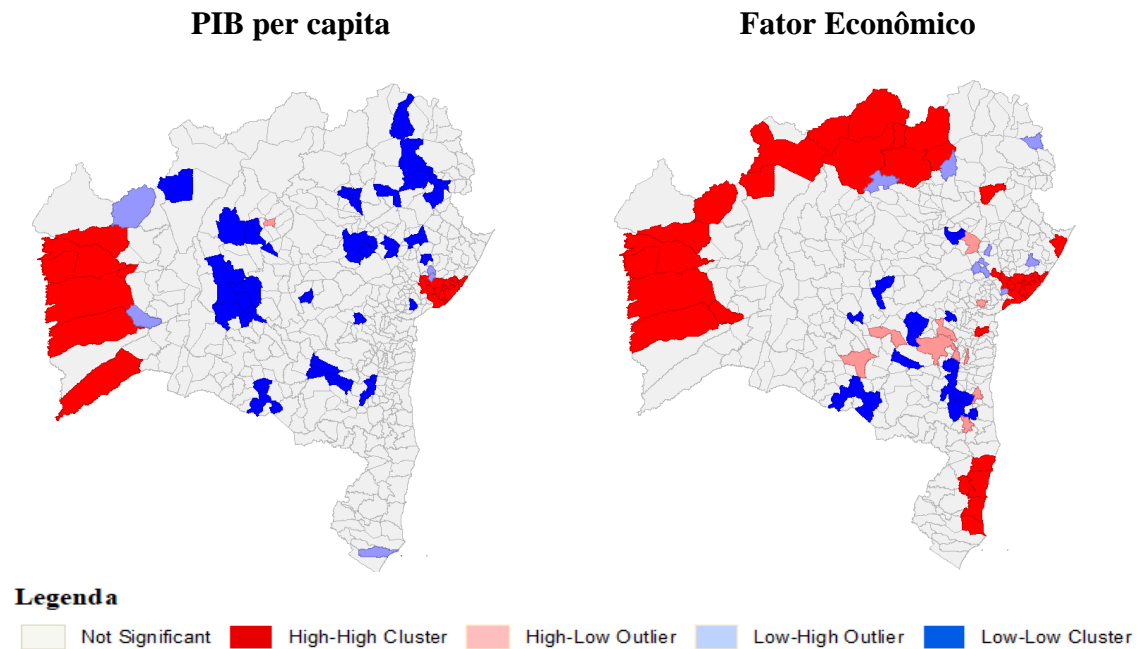 PIB per capita
Fator Econômico
Legenda
Not Significant High-High Cluster High-Low Outlier Low-High Outlier Low-Low Cluster